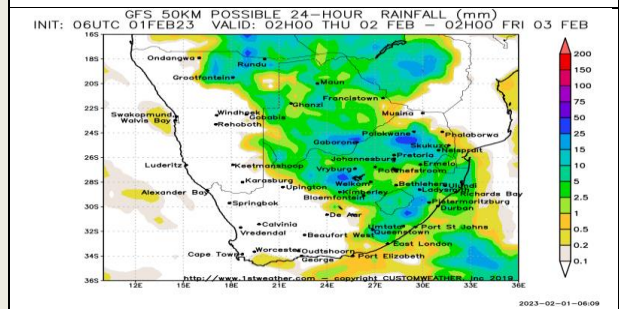 GFS 50KM POSSIBLE 24-HOUR RAINFALL (mm)
INIT: 06UTC 01FEB23 VALID: 02H00 THU 02 FEB – 02H00 FRI 03 FEB
16S
18S
20S
22S
24S
26S
28S
30S
32S
34S
36S
Ondangwa
Rundu
Grootfontein
Maun
Ghanzi
Francistown
Musina
Swakopmund
Walvis Bay
Windhoek
Gobabis
Rehoboth
Polokwane
Phalaborwa
Gaborone
Skukuza
Nelspruit
Pretoria
Johannesburg
Ermelo
Luderitz
Keetmanshoop
Vryburg
Potchefstroom
Karasburg
Upington
Welkom
Bethlehem
Ulundi
Ladysmith
Alexander Bay
Kimberley
Richards Bay
Springbok
Bloemfontein
Pietermaritzburg
Durban
De Aar
Calvinia
Vredendal
Umtata
Port St Johns
Queenstown
Beaufort West
East London
Worcester
Oudtshoorn
Cape Town
George
Port Elizabeth
http://www.1stweather.com – copyright CUSTOMWEATHER, Inc 2019
12E
15E
18E
21E
24E
27E
30E
33E
36E
200
150
100
75
50
25
15
10
5
2.5
1
0.5
0.2
0.1
2023-02-01-06:09